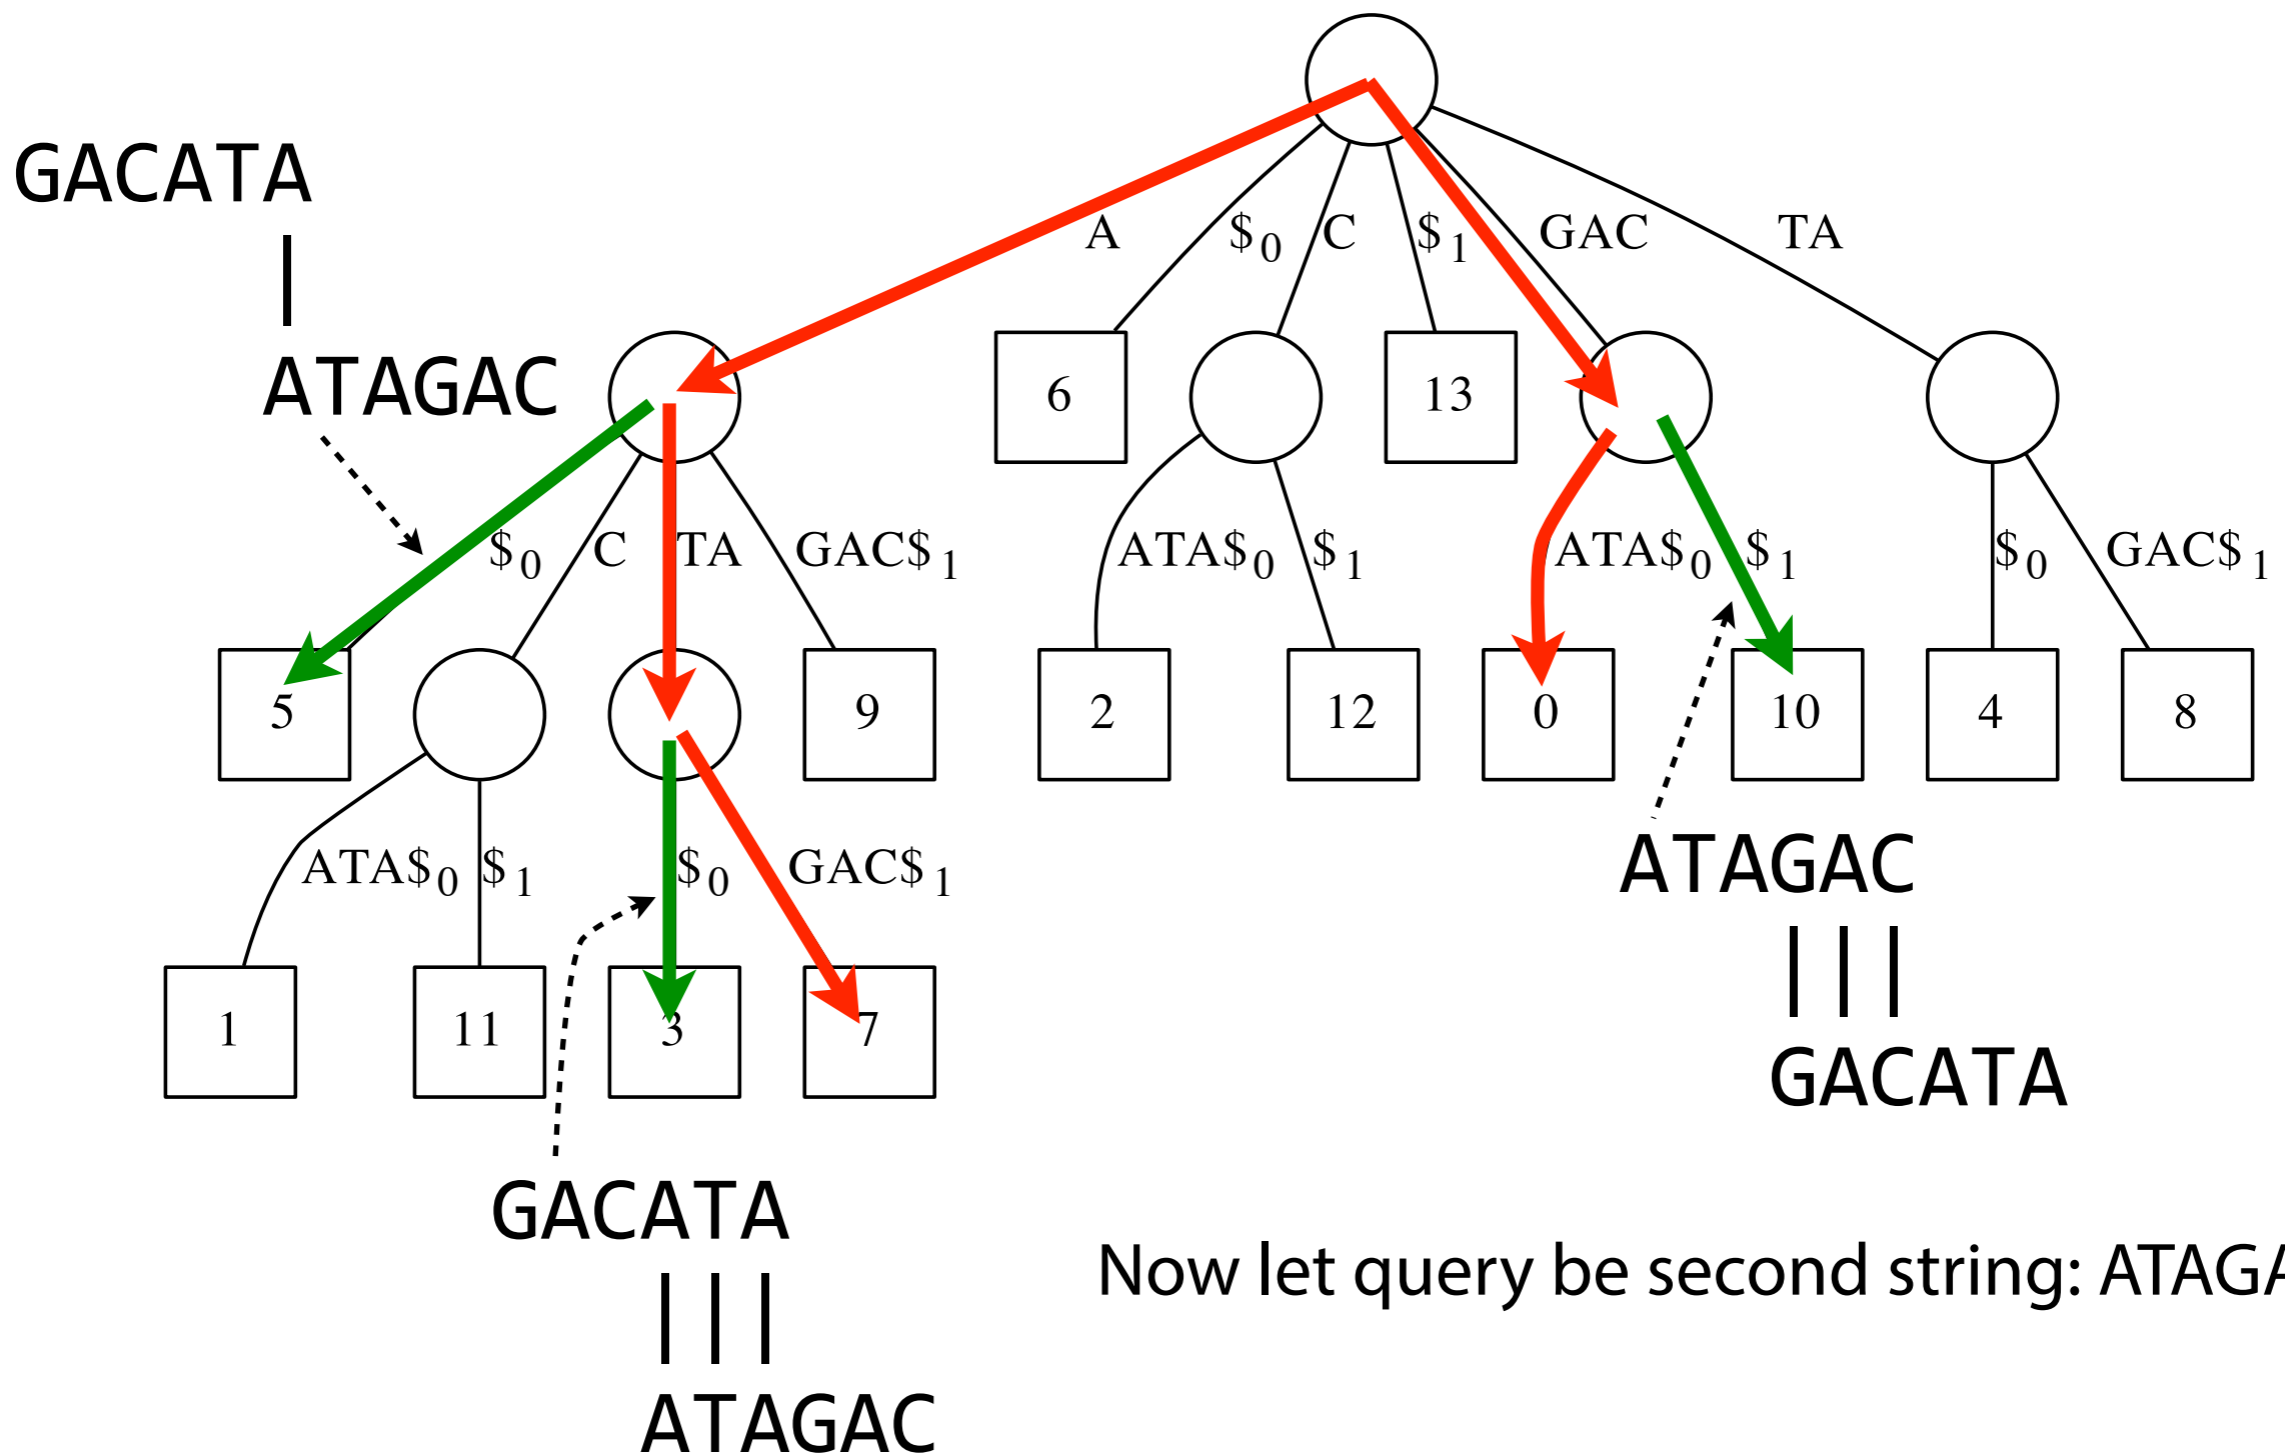 A $0 C $1 GAC TA
GACATA
|
ATAGAC
6 13
$0 C TA GAC$1 ATA$0 $1 ATA$0 $1 $0 GAC$1
5 9 2 12 0 10 4 8
ATA$0 $1 $0 GAC$1
ATAGAC
| | |
GACATA
1 11 3 7
GACATA
| | |
ATAGAC
Now let query be second string: ATAGA